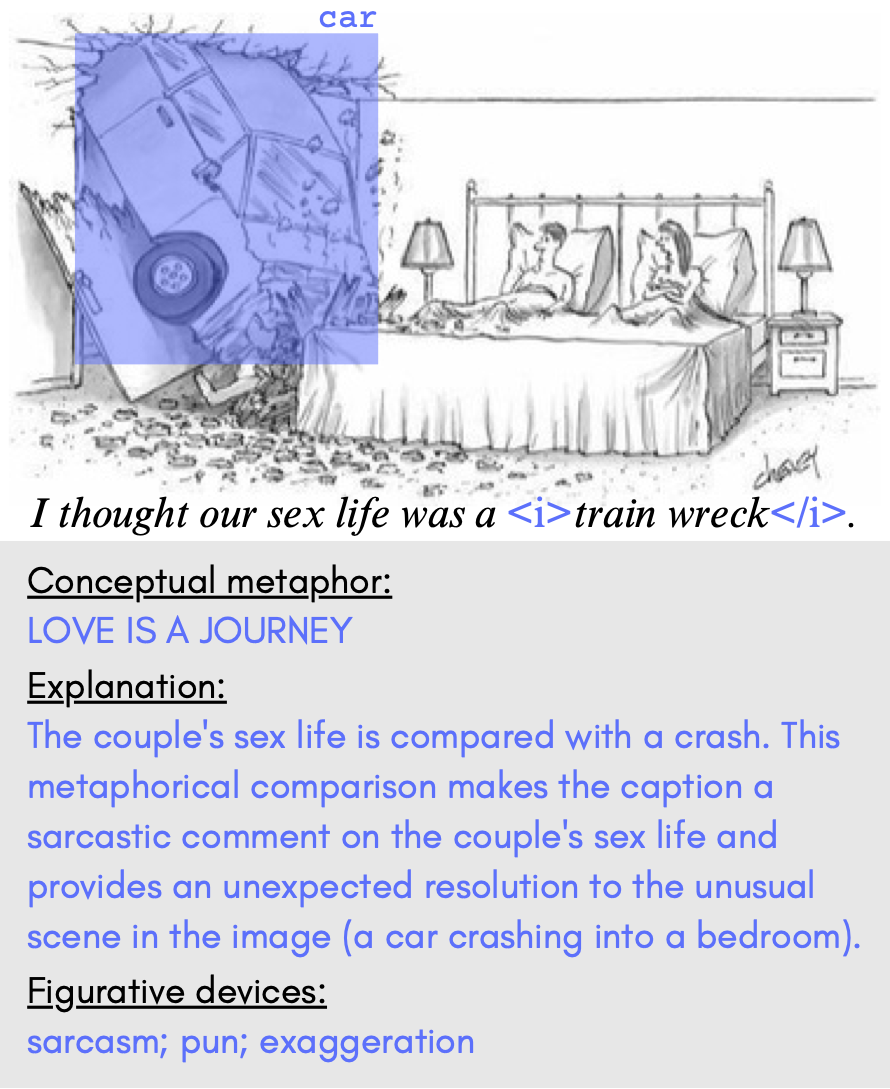 car
cheney
I thought our sex life was a <i>train wreck</i>.
Conceptual metaphor:
LOVE IS A JOURNEY
Explanation:
The couple's sex life is compared with a crash. This
metaphorical comparison makes the caption a
sarcastic comment on the couple's sex life and
provides an unexpected resolution to the unusual
scene in the image (a car crashing into a bedroom).
Figurative devices:
sarcasm; pun; exaggeration